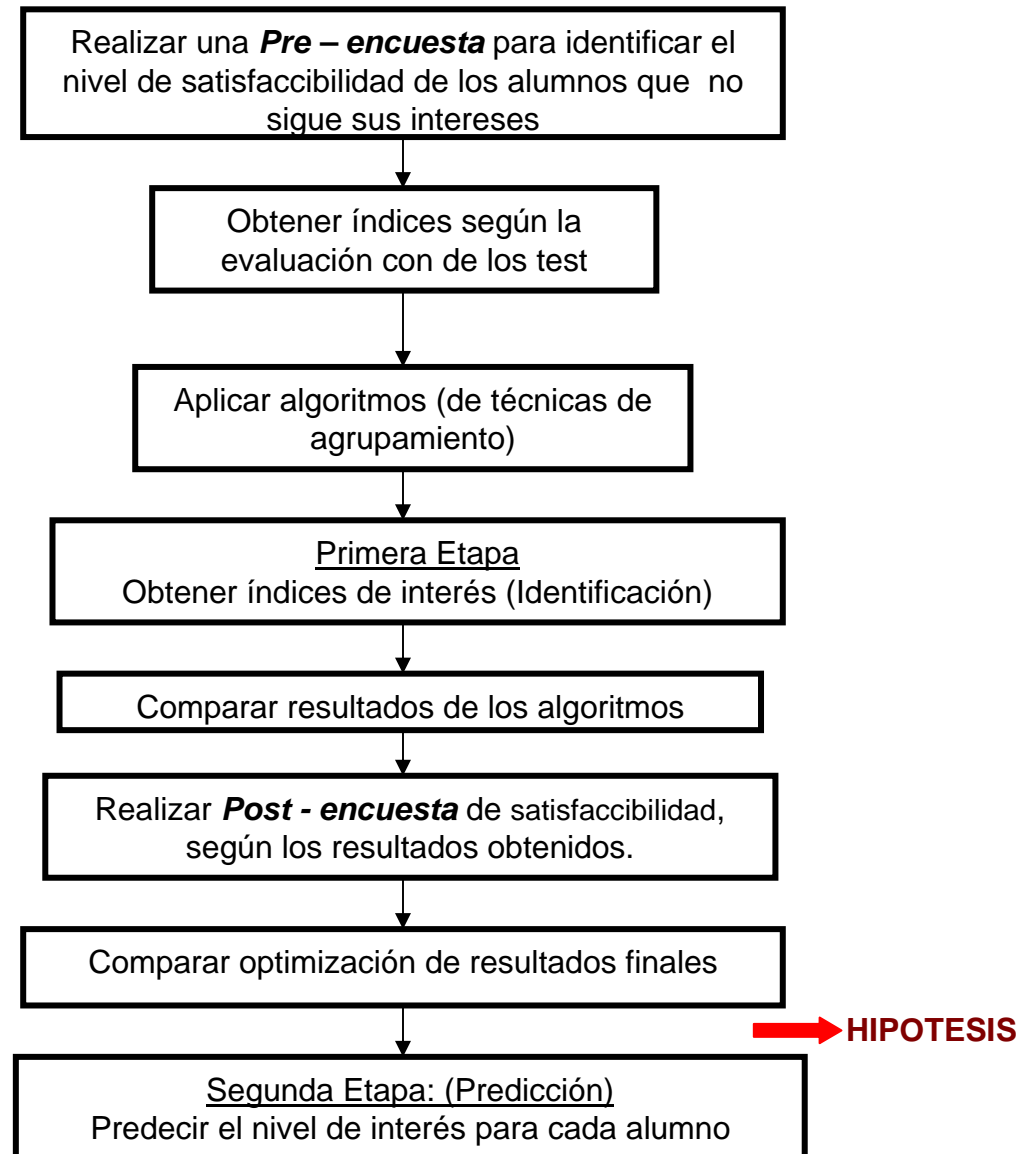 Realizar una Pre – encuesta para identificar el
nivel de satisfaccibilidad de los alumnos que no
sigue sus intereses
Obtener índices según la
evaluación con de los test
Aplicar algoritmos (de técnicas de
agrupamiento)
Primera Etapa
Obtener índices de interés (Identificación)
Comparar resultados de los algoritmos
Realizar Post - encuesta de satisfaccibilidad,
según los resultados obtenidos.
Comparar optimización de resultados finales
HIPOTESIS
Segunda Etapa: (Predicción)
Predecir el nivel de interés para cada alumno